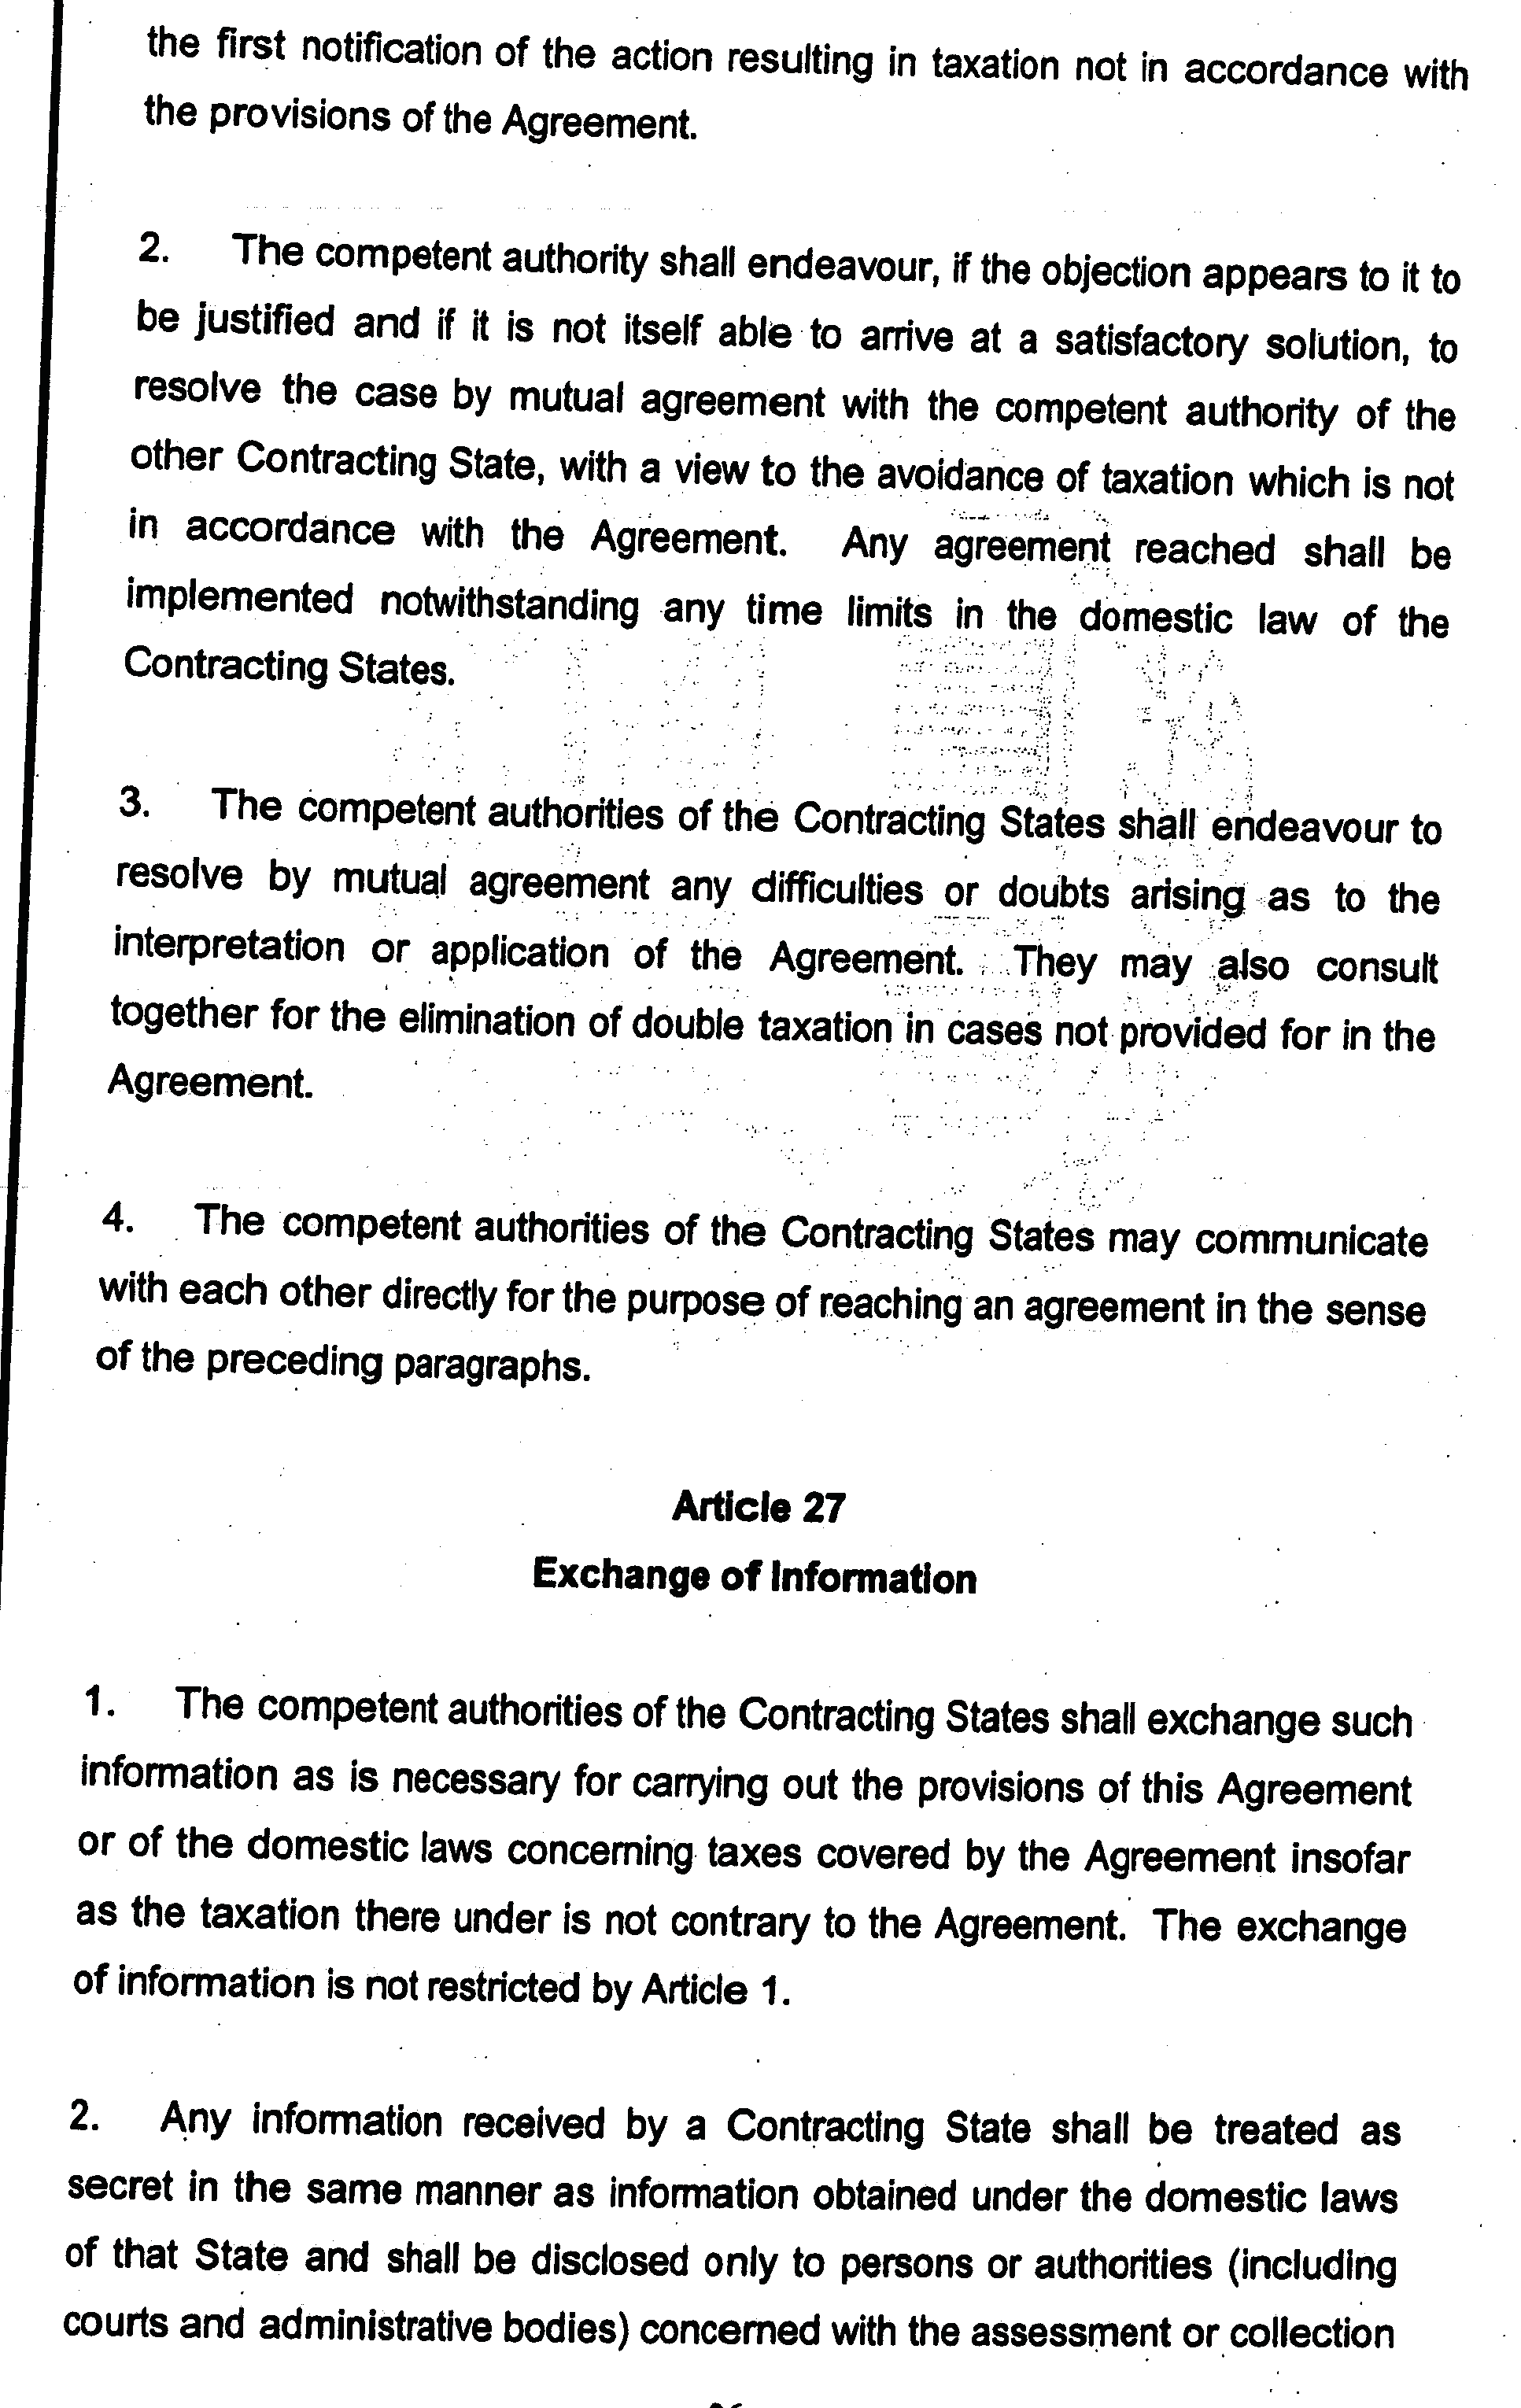 the first notification of the action resulting in taxation not in accordance with
the provisions of the Agreement.
2. The competent authority shall endeavour, if the objection appears to it to
be justified and if it is not itself able to arrive at a satisfactory solution, to
resolve the case by mutual agreement with the competent authority of the
other Contracting State, with a view to the avoidance of taxation which is not
in accordance with the Agreement. Any agreement reached shall be
implemented notwithstanding any time limits in the domestic law of the
Contracting States.
3. The competent authorities of the Contracting States shall endeavour to
resolve by mutual agreement any difficulties or doubts arising as to the
interpretation or application of the Agreement. They may also consult
together for the elimination of double taxation in cases not provided for in the
Agreement.
4. The competent authorities of the Contracting States may communicate
with each other directly for the purpose of reaching an agreement in the sense
of the preceding paragraphs.
Article 27
Exchange of Information
1. The competent authorities of the Contracting States shall exchange such
information as is necessary for carrying out the provisions of this Agreement
or of the domestic laws concerning taxes covered by the Agreement insofar
as the taxation there under is not contrary to the Agreement. The exchange
of information is not restricted by Article 1.
2. Any information received by a Contracting State shall be treated as
secret in the same manner as information obtained under the domestic laws
of that State and shall be disclosed only to persons or authorities (including
courts and administrative bodies) concerned with the assessment or collection